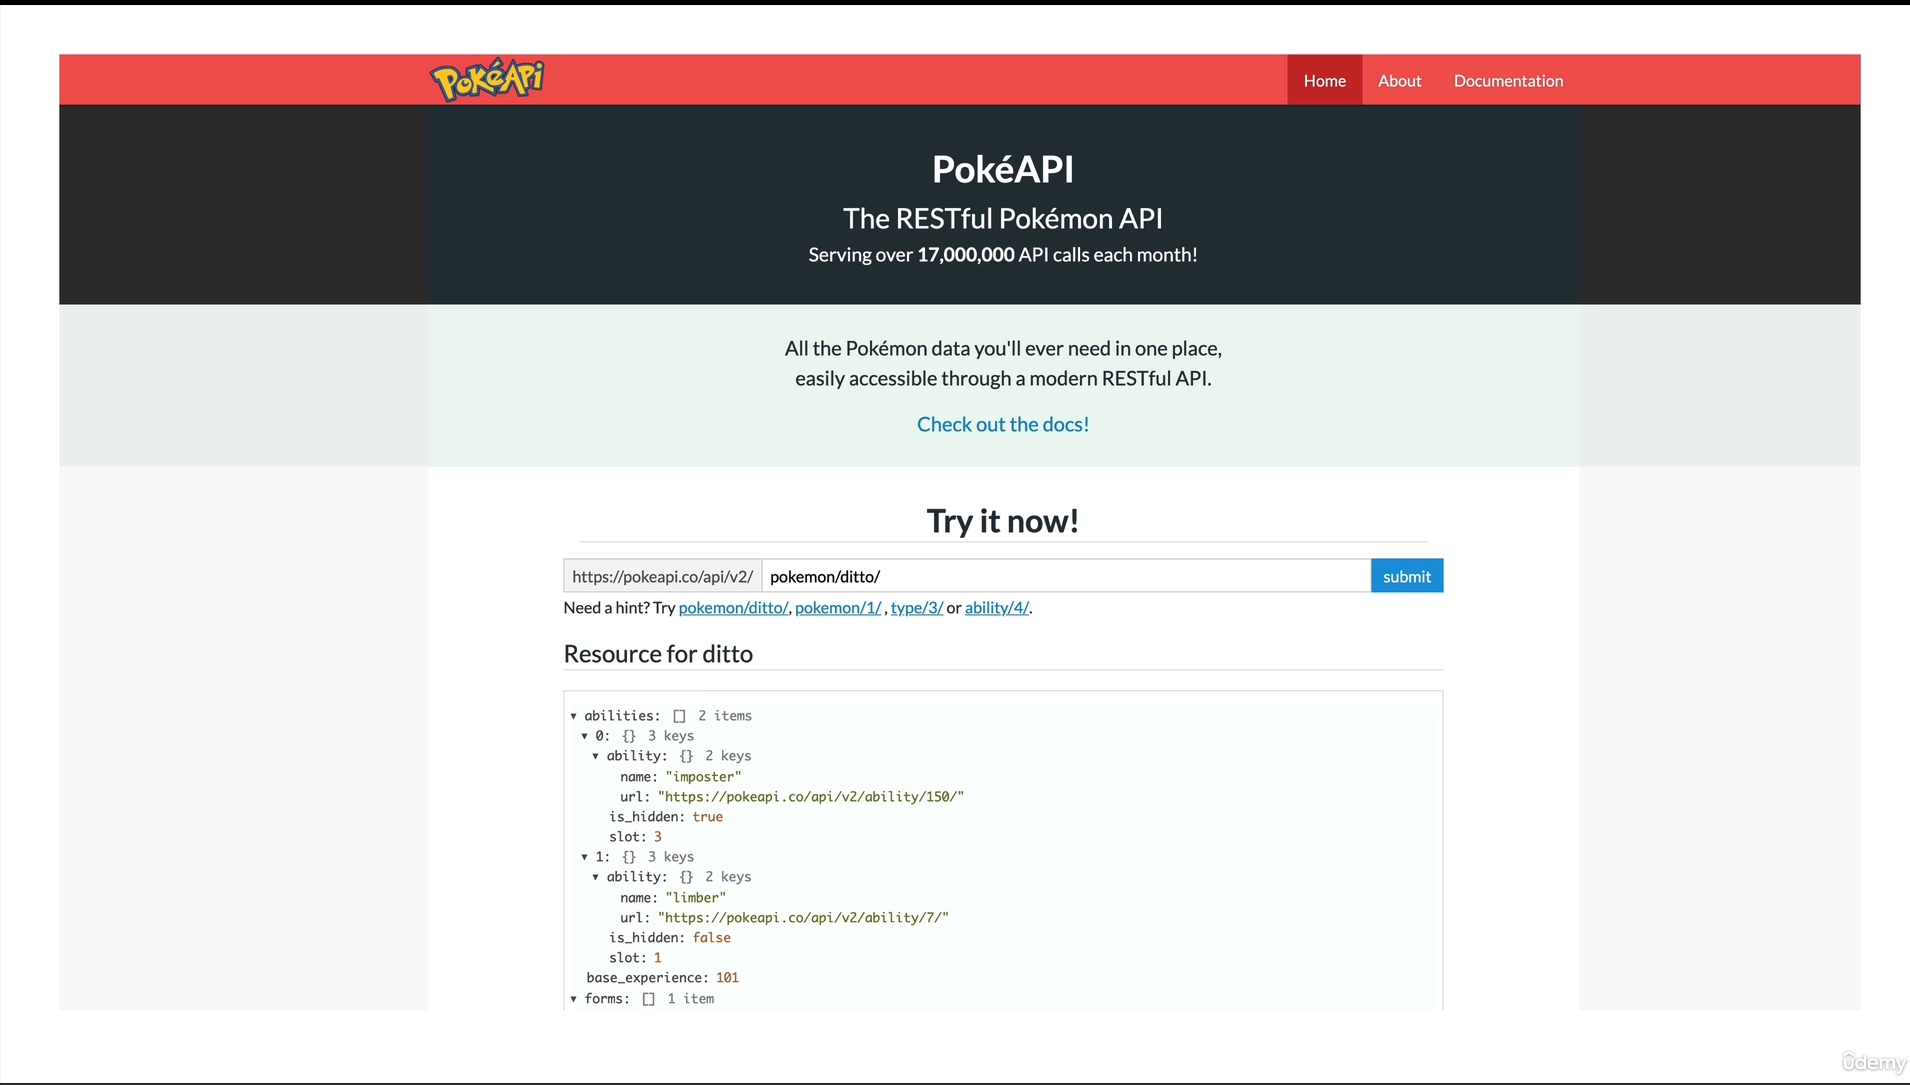 PokéAPi
Home About Documentation
PokéAPI
The RESTful Pokémon API
Serving over 17,000,000 API calls each month!
All the Pokémon data you'll ever need in one place,
easily accessible through a modern RESTful API.
Check out the docs!
Try it now!
https://pokeapi.co/api/v2/ pokemon/ditto/ submit
Need a hint? Try pokemon/ditto/, pokemon/1/ , type/3/ or ability/4/.
Resource for ditto
▾ abilities: [] 2 items
▾ 0: {} 3 keys
▾ ability: {} 2 keys
name: "imposter"
url: "https://pokeapi.co/api/v2/ability/150/"
is_hidden: true
slot: 3
▾ 1: {} 3 keys
▾ ability: {} 2 keys
name: "limber"
url: "https://pokeapi.co/api/v2/ability/7/"
is_hidden: false
slot: 1
base_experience: 101
▾ forms: [] 1 item
ûdemy